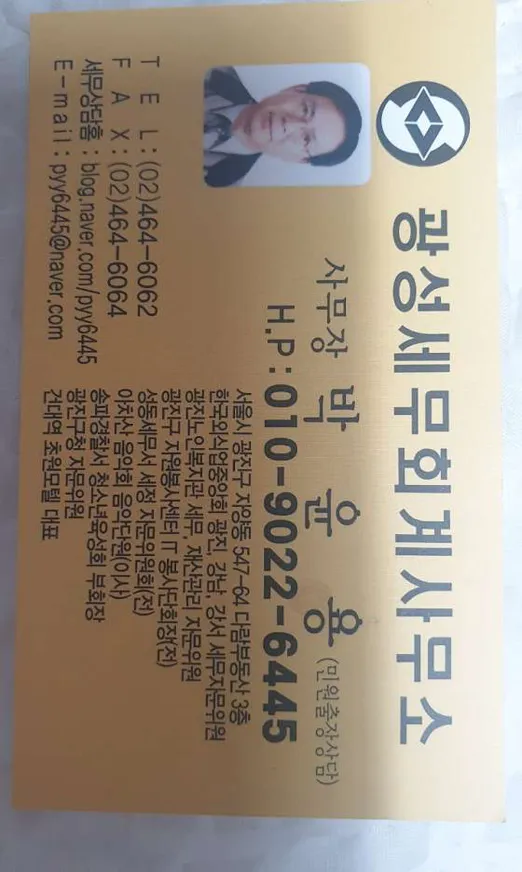 광성세무회계사무소
사무장 박 윤 용 (민원출장상담)
H.P : 010-9022-6445
서울시 광진구 자양동 547-64 다람부동산 3층
한국외식업중앙회 광진, 강남, 강서 세무자문위원
광진노인복지관 세무, 재산관리 자문위원
광진구 자원봉사센터 IT 봉사단회장(전)
성동세무서 세정 자문위원회(전)
아차산 음악회 음악단원(이사)
송파경찰서 청소년육성회 부회장
광진구청 자문위원
건대역 초원모텔 대표
T E L : (02)464-6062
F A X : (02)464-6064
세무상담홈 : blog.naver.com/pyy6445
E-mail : pyy6445@naver.com